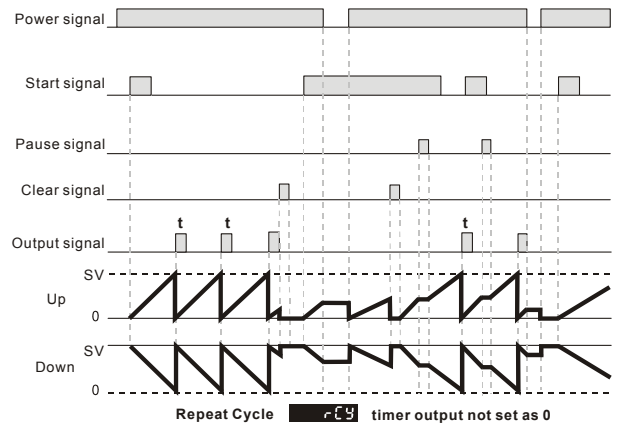 Power signal
Start signal
Pause signal
Clear signal
t t t
Output signal
SV
Up
0
SV
Down
0
Repeat Cycle rCY timer output not set as 0